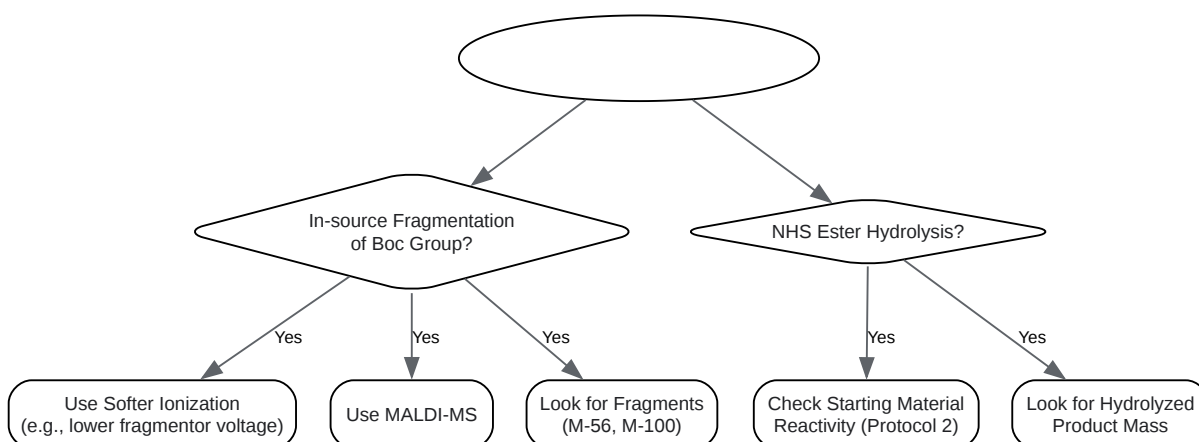 In-source Fragmentation
of Boc Group?
NHS Ester Hydrolysis?
Yes
Yes
Yes
Yes
Yes
Use Softer Ionization
(e.g., lower fragmentor voltage)
Use MALDI-MS
Look for Fragments
(M-56, M-100)
Check Starting Material
Reactivity (Protocol 2)
Look for Hydrolyzed
Product Mass